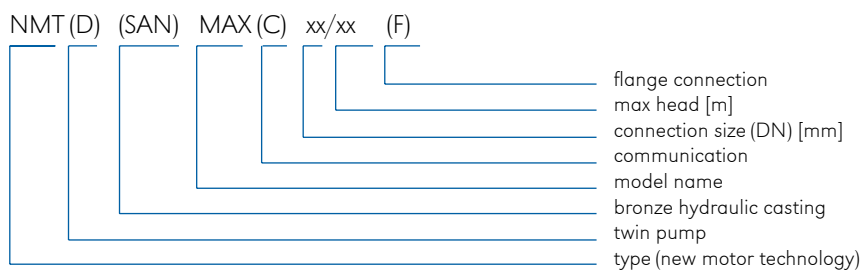 NMT (D) (SAN) MAX (C) xx/xx (F)
flange connection
max head [m]
connection size (DN) [mm]
communication
model name
bronze hydraulic casting
twin pump
type (new motor technology)